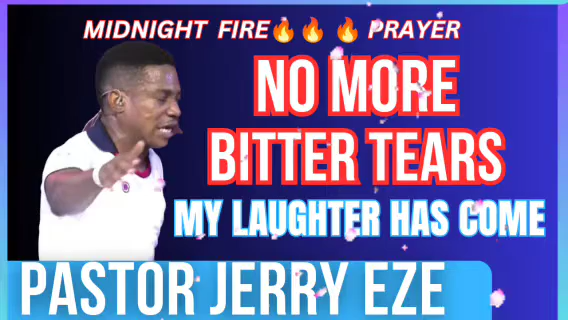 MIDNIGHT FIRE🔥🔥🔥 PRAYER
NO MORE
BITTER TEARS
MY LAUGHTER HAS COME
PASTOR JERRY EZE